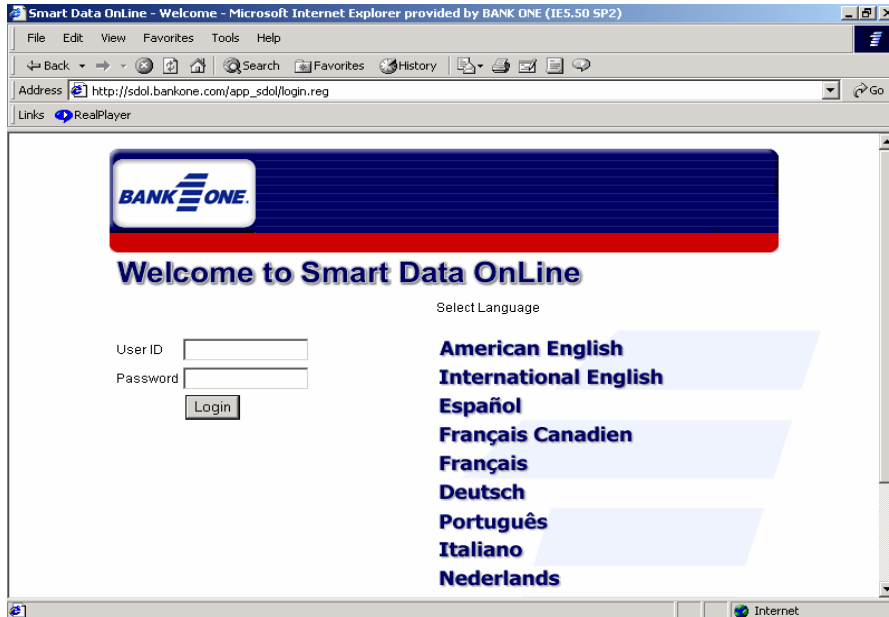 Smart Data OnLine - Welcome - Microsoft Internet Explorer provided by BANK ONE (IE5.50 SP2)
File Edit View Favorites Tools Help
Back Search Favorites History
Address http://sdol.bankone.com/app_sdol/login.reg Go
Links RealPlayer
BANK ONE.
Welcome to Smart Data OnLine
Select Language
User ID
Password
Login
American English
International English
Español
Français Canadien
Français
Deutsch
Português
Italiano
Nederlands
Internet